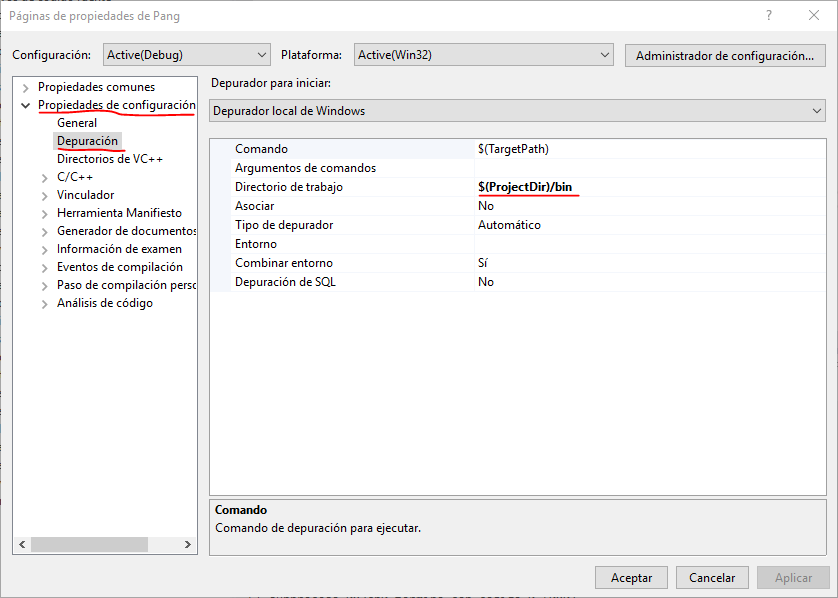 Páginas de propiedades de Pang
?
Configuración: Active(Debug) Plataforma: Active(Win32) Administrador de configuración...
Propiedades comunes
Propiedades de configuración
General
Depuración
Directorios de VC++
C/C++
Vinculador
Herramienta Manifiesto
Generador de documentos
Información de examen
Eventos de compilación
Paso de compilación perso
Análisis de código
Depurador para iniciar:
Depurador local de Windows
Comando $(TargetPath)
Argumentos de comandos
Directorio de trabajo $(ProjectDir)/bin
Asociar No
Tipo de depurador Automático
Entorno
Combinar entorno Sí
Depuración de SQL No
Comando
Comando de depuración para ejecutar.
Aceptar Cancelar Aplicar